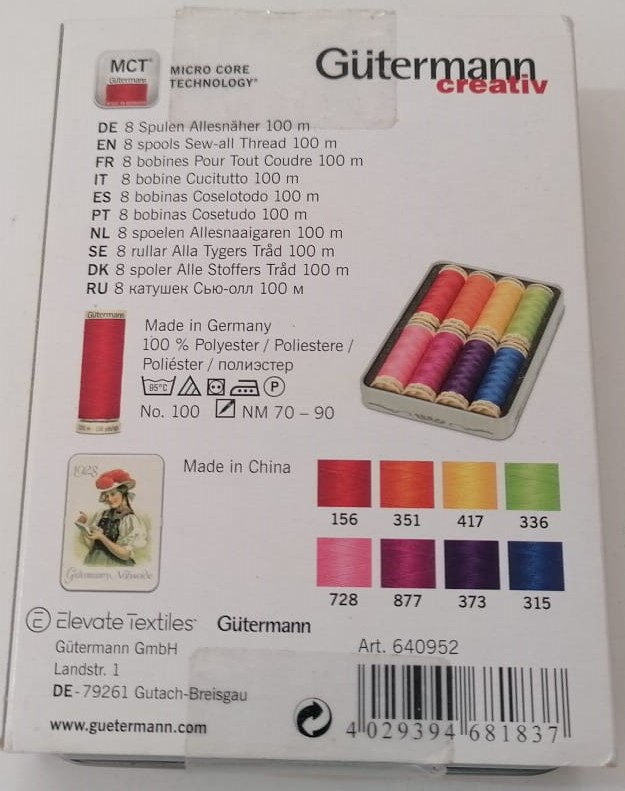 MCT
Gütermann
MICRO CORE
TECHNOLOGY®
Gütermann
creativ
DE 8 Spulen Allesnäher 100 m
EN 8 spools Sew-all Thread 100 m
FR 8 bobines Pour Tout Coudre 100 m
IT 8 bobine Cucitutto 100 m
ES 8 bobinas Coselotodo 100 m
PT 8 bobinas Cosetudo 100 m
NL 8 spoelen Allesnaaigaren 100 m
SE 8 rullar Alla Tygers Tråd 100 m
DK 8 spoler Alle Stoffers Tråd 100 m
RU 8 катушек Сью-олл 100 м
Gütermann
Made in Germany
100 % Polyester / Poliestere /
Poliéster / полиэстер
95°C
P
No. 100 NM 70 – 90
Made in China
156 351 417 336
728 877 373 315
Elevate Textiles
Gütermann
Gütermann GmbH
Landstr. 1
DE - 79261 Gutach-Breisgau
www.guetermann.com
Art. 640952
4 029394 681837